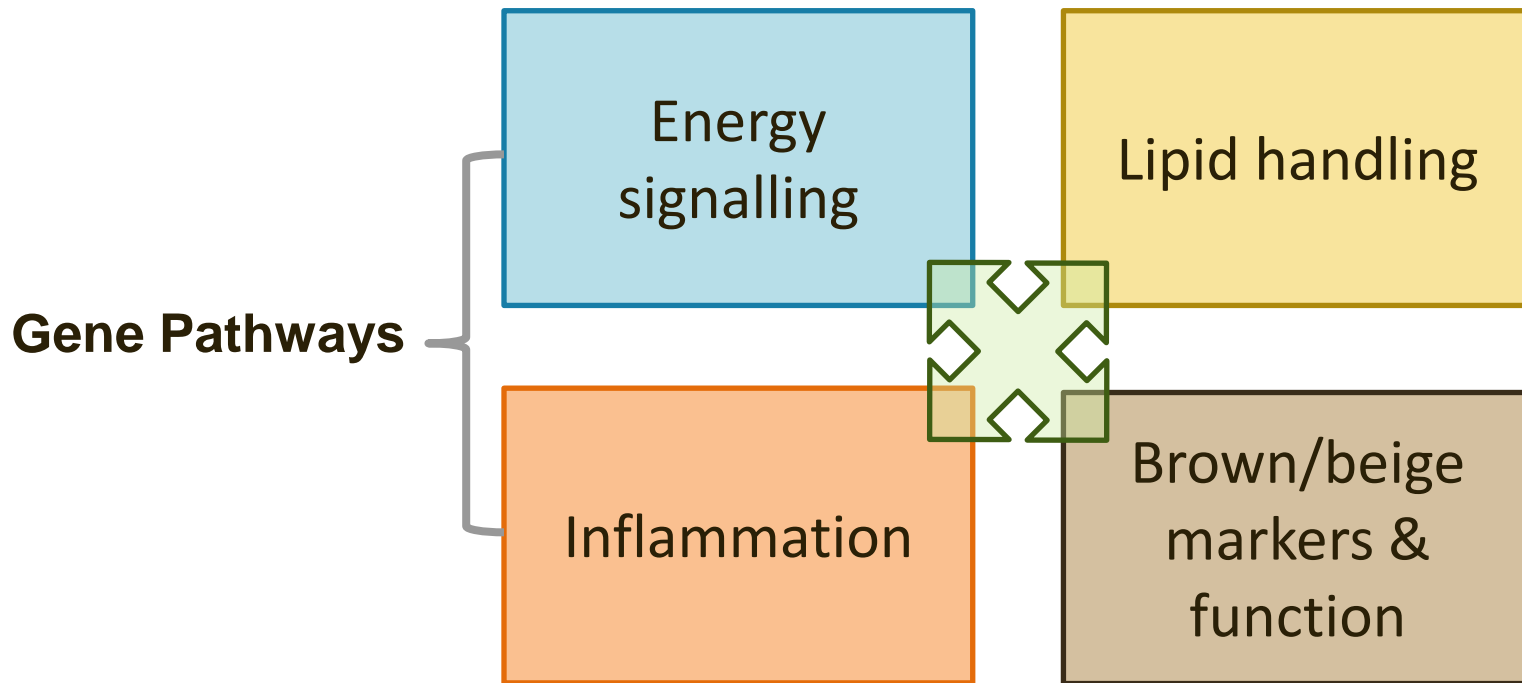 Gene Pathways
Energy
signalling
Lipid handling
Inflammation
Brown/beige
markers &
function